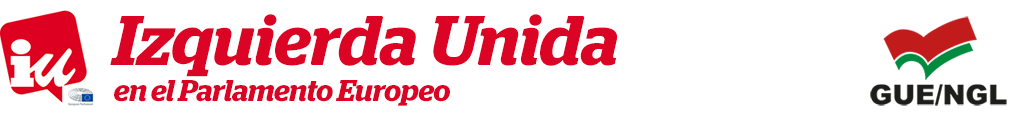 iu
Izquierda Unida
en el Parlamento Europeo
GUE/NGL